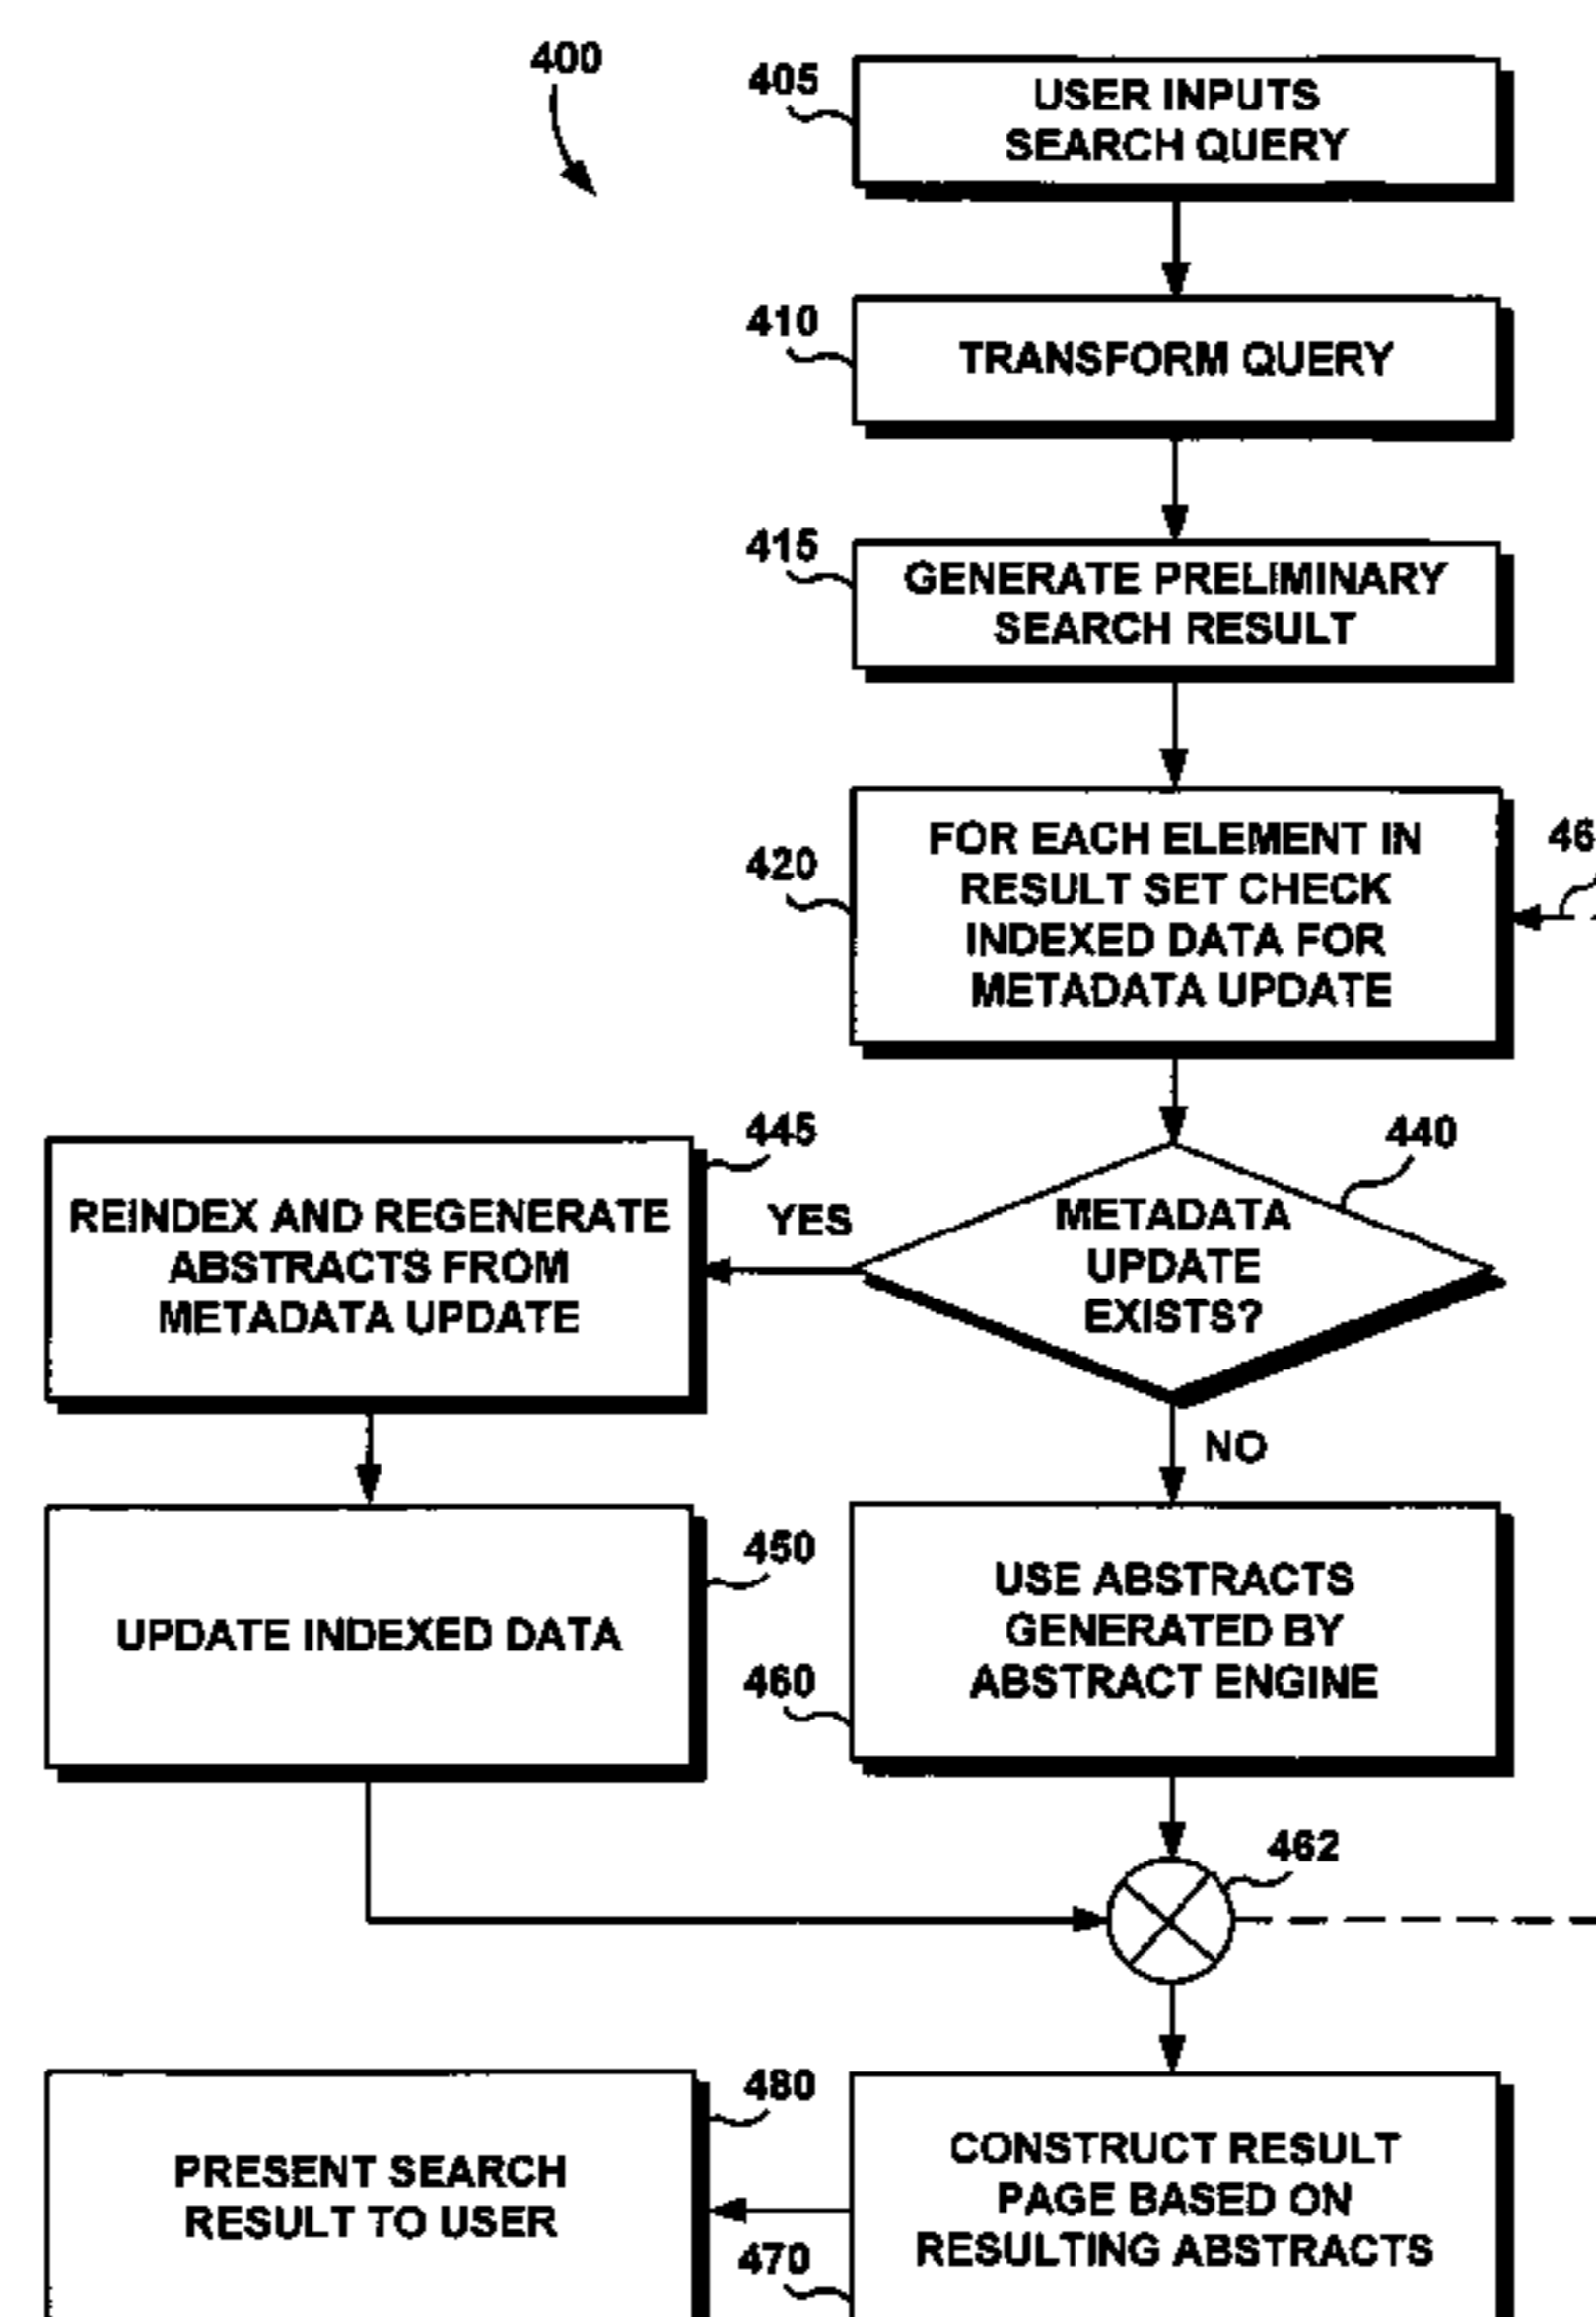 400
405
USER INPUTS
SEARCH QUERY
410
TRANSFORM QUERY
415
GENERATE PRELIMINARY
SEARCH RESULT
420
FOR EACH ELEMENT IN
RESULT SET CHECK
INDEXED DATA FOR
METADATA UPDATE
46
445
REINDEX AND REGENERATE
ABSTRACTS FROM
METADATA UPDATE
YES
440
METADATA
UPDATE
EXISTS?
NO
450
UPDATE INDEXED DATA
460
USE ABSTRACTS
GENERATED BY
ABSTRACT ENGINE
462
480
PRESENT SEARCH
RESULT TO USER
470
CONSTRUCT RESULT
PAGE BASED ON
RESULTING ABSTRACTS